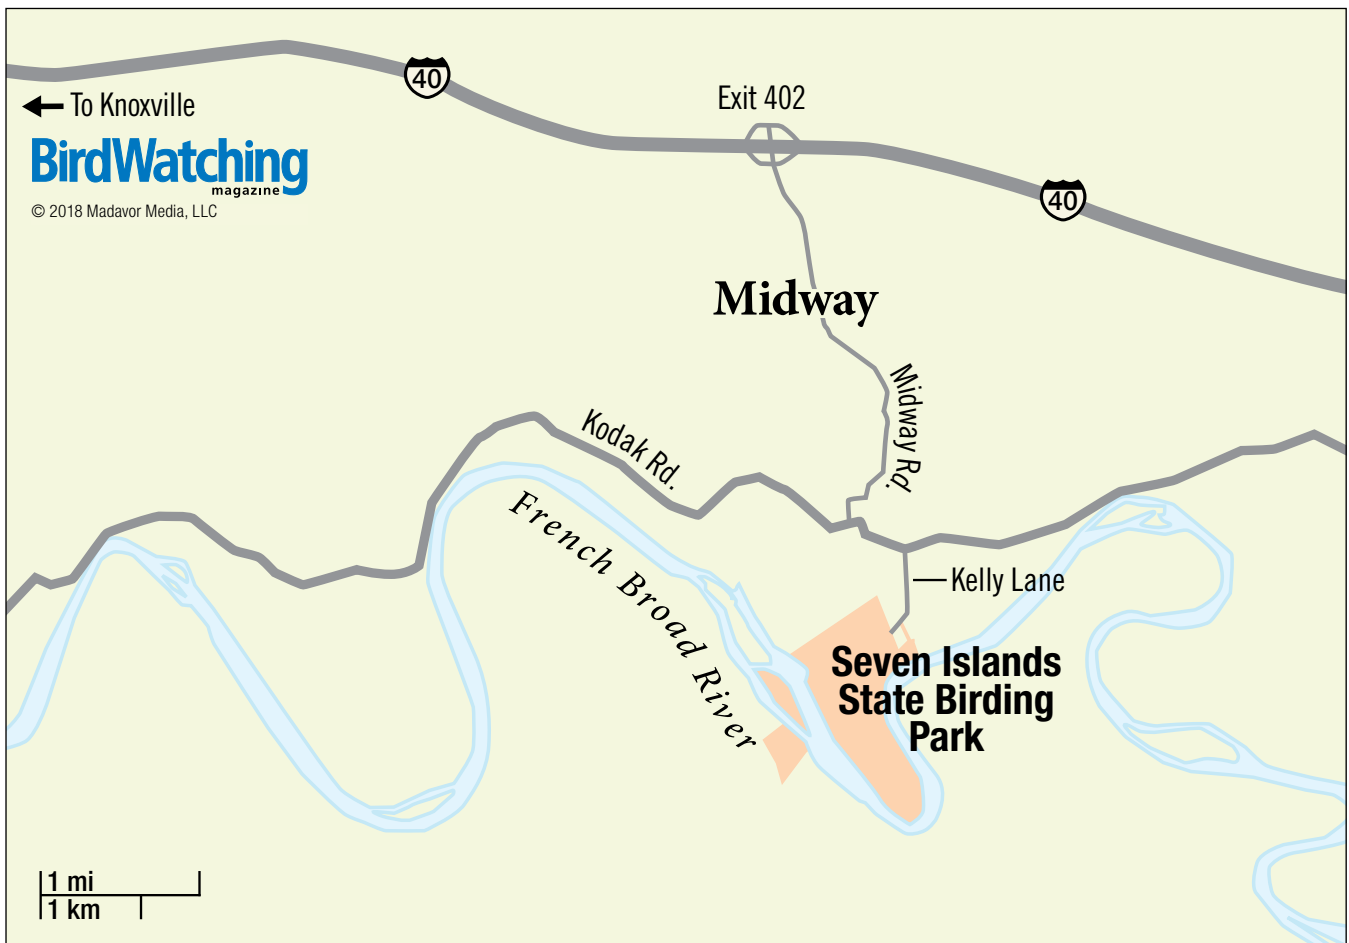 40
To Knoxville
Exit 402
BirdWatching
magazine
© 2018 Madavor Media, LLC
40
Midway
Midway Rd.
Kodak Rd.
French Broad River
Kelly Lane
Seven Islands
State Birding
Park
1 mi
1 km